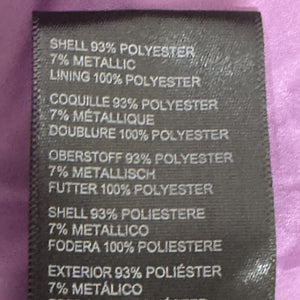 SHELL 93% POLYESTER
7% METALLIC
LINING 100% POLYESTER
COQUILLE 93% POLYESTER
7% MÉTALLIQUE
DOUBLURE 100% POLYESTER
OBERSTOFF 93% POLYESTER
7% METALLISCH
FUTTER 100% POLYESTER
SHELL 93% POLIESTERE
7% METALLICO
FODERA 100% POLIESTERE
EXTERIOR 93% POLIÉSTER
7% METÁLICO